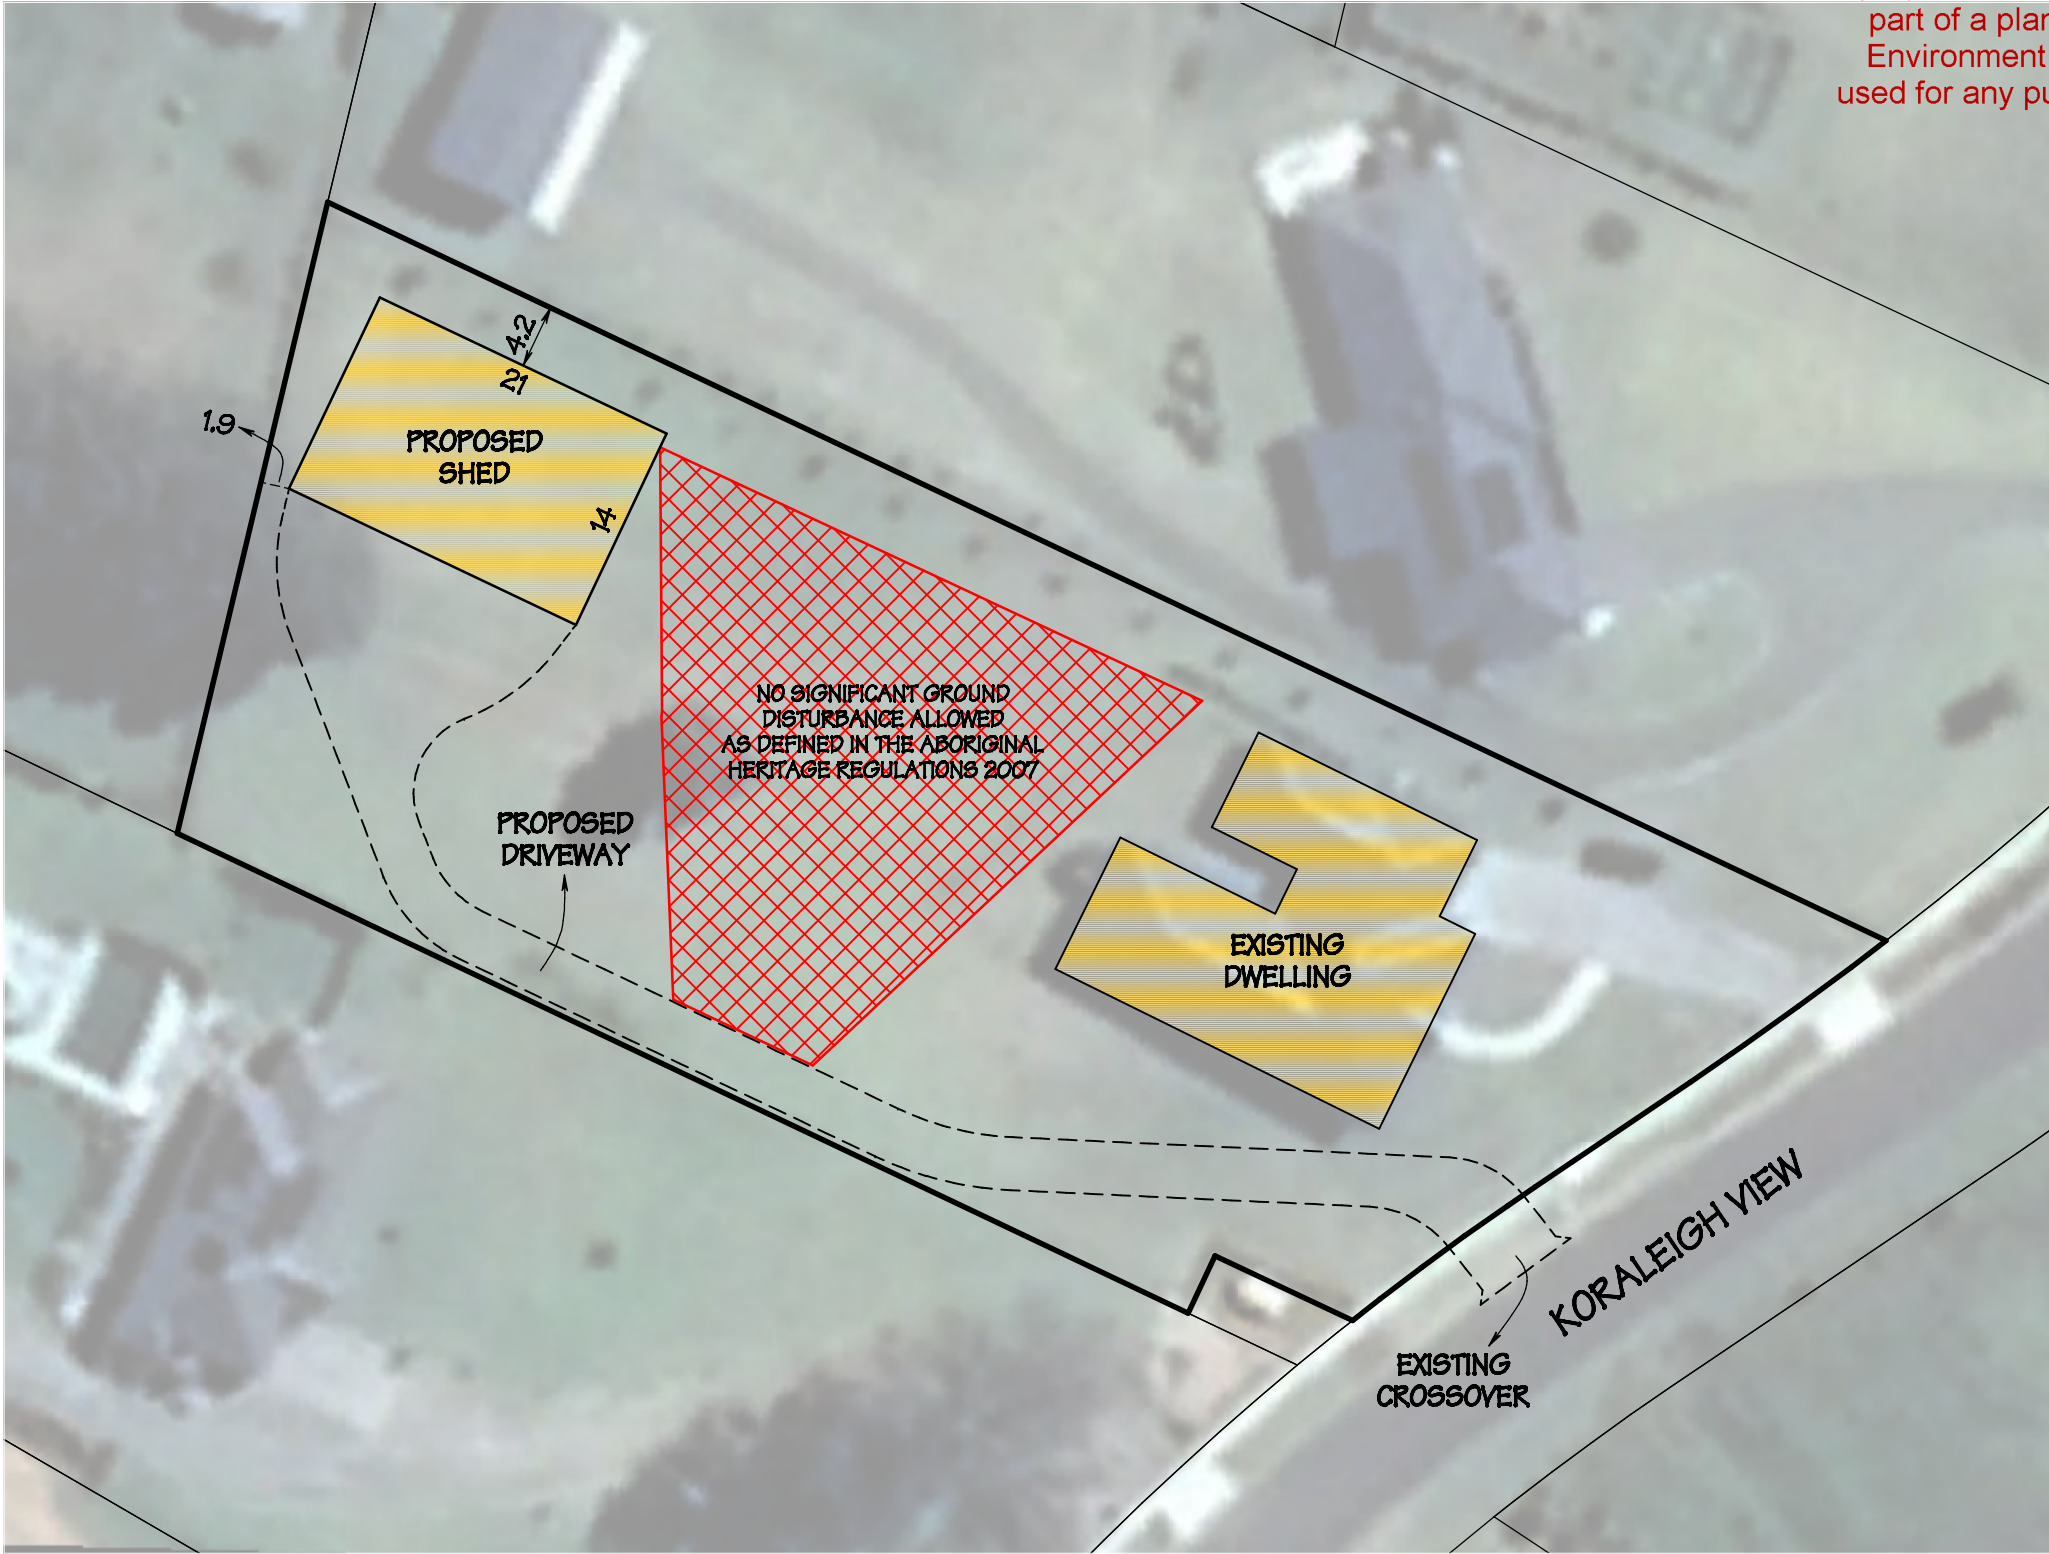 part of a plan
Environment
used for any pu
4.2
21
1.9
PROPOSED
SHED
14
NO SIGNIFICANT GROUND
DISTURBANCE ALLOWED
AS DEFINED IN THE ABORIGINAL
HERITAGE REGULATIONS 2007
PROPOSED
DRIVEWAY
EXISTING
DWELLING
KORALEIGH VIEW
EXISTING
CROSSOVER